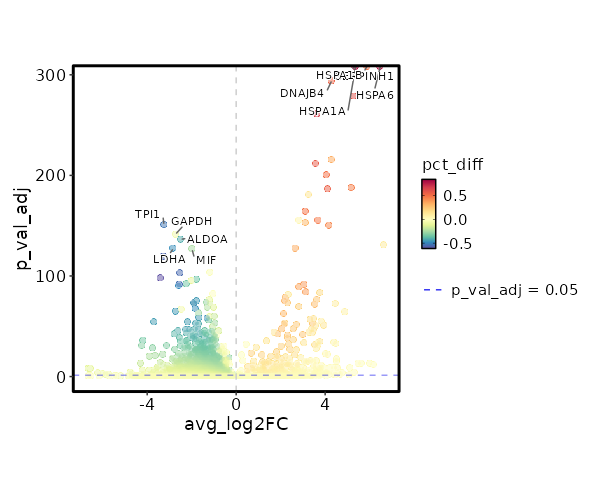 300
200
100
0
-4
0
4
p_val_adj
avg_log2FC
HSPA1B
DNAJB4
HSPA6
HSPA1A
TPI1
GAPDH
ALDOA
LDHA
MIF
pct_diff
0.5
0.0
-0.5
p_val_adj = 0.05